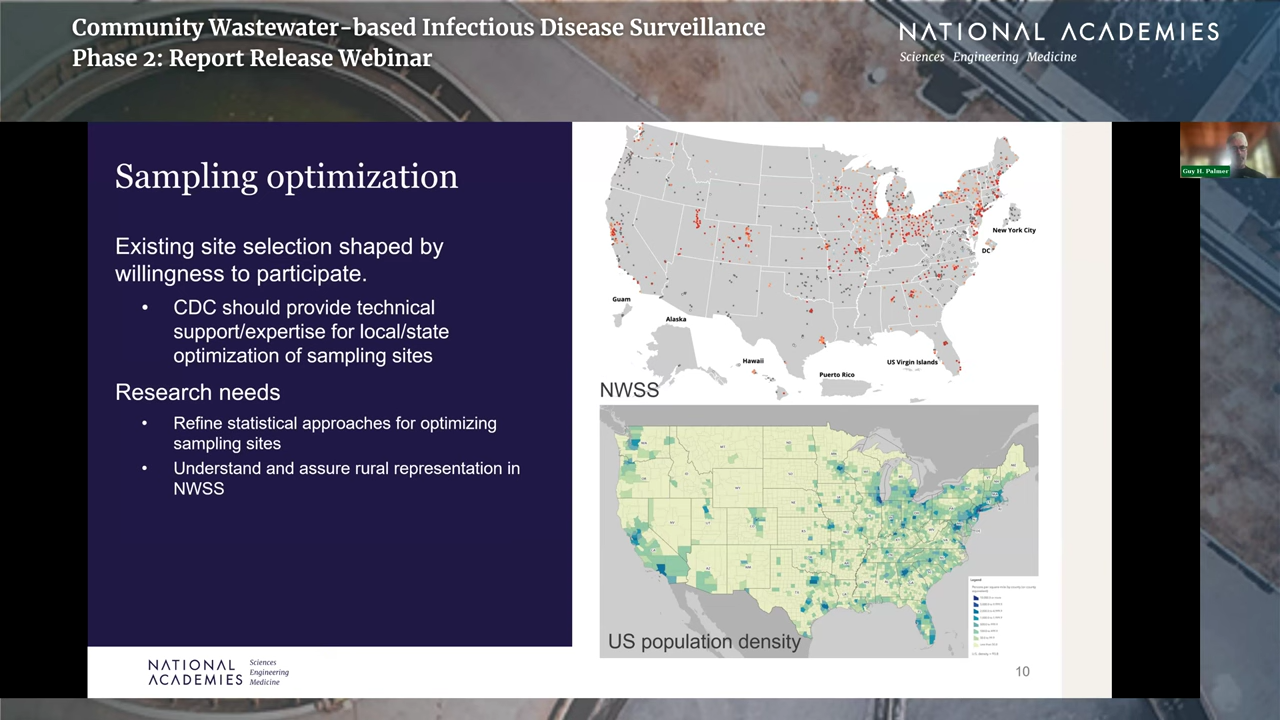 Community Wastewater-based Infectious Disease Surveillance
Phase 2: Report Release Webinar
NATIONAL ACADEMIES
Sciences Engineering Medicine
Guy H. Palmer
Sampling optimization
Existing site selection shaped by
willingness to participate.
• CDC should provide technical
support/expertise for local/state
optimization of sampling sites
Research needs
• Refine statistical approaches for optimizing
sampling sites
• Understand and assure rural representation in
NWSS
New York City
DC
Guam
Alaska
Hawaii
US Virgin Islands
Puerto Rico
NWSS
Legend
US population density
NATIONAL
ACADEMIES
Sciences
Engineering
Medicine
10